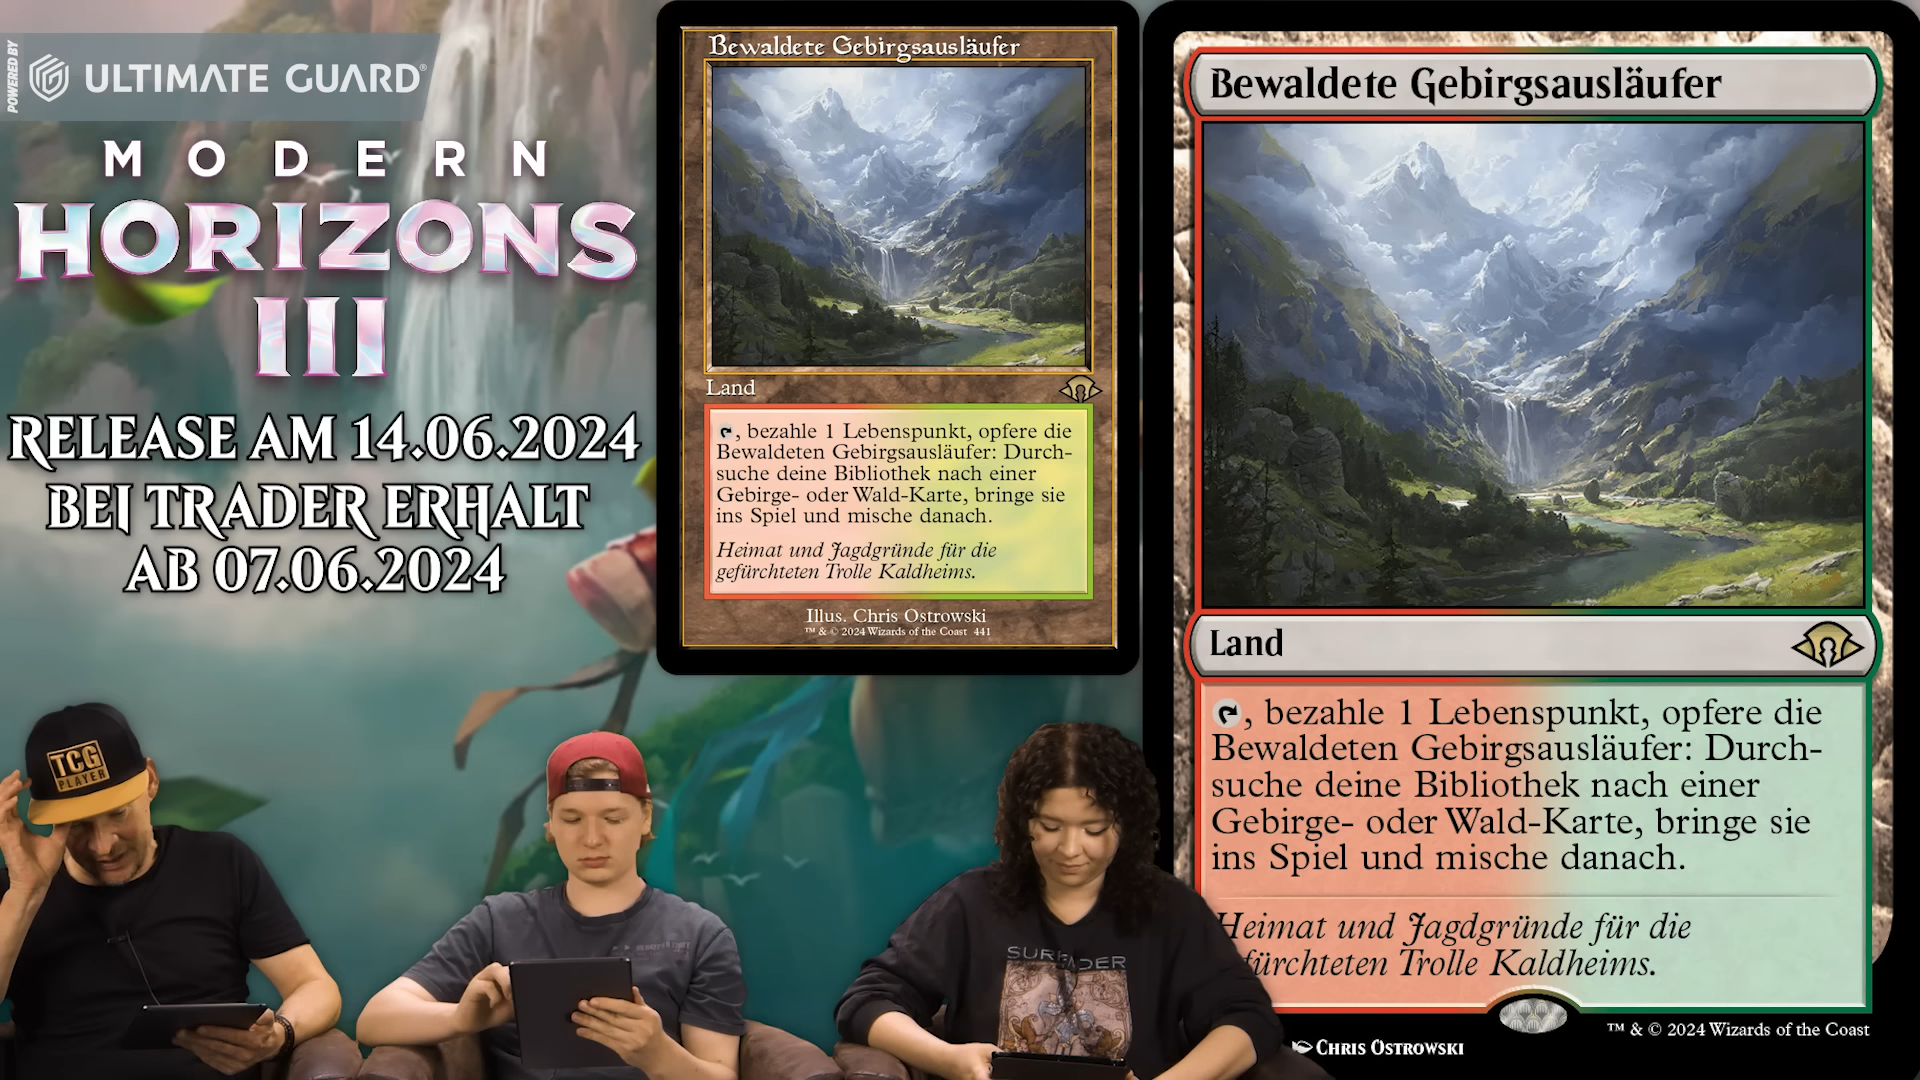 POWERED BY
ULTIMATE GUARD®
MODERN
HORIZONS
III
RELEASE AM 14.06.2024
BEI TRADER ERHALT
AB 07.06.2024
Bewaldete Gebirgsausläufer
Land
, bezahle 1 Lebenspunkt, opfere die
Bewaldeten Gebirgsausläufer: Durch-
suche deine Bibliothek nach einer
Gebirge- oder Wald-Karte, bringe sie
ins Spiel und mische danach.
Heimat und Jagdgründe für die
gefürchteten Trolle Kaldheims.
Illus. Chris Ostrowski
™ & © 2024 Wizards of the Coast 441
Bewaldete Gebirgsausläufer
Land
, bezahle 1 Lebenspunkt, opfere die
Bewaldeten Gebirgsausläufer: Durch-
suche deine Bibliothek nach einer
Gebirge- oder Wald-Karte, bringe sie
ins Spiel und mische danach.
Heimat und Jagdgründe für die
fürchteten Trolle Kaldheims.
™ & © 2024 Wizards of the Coast
CHRIS OSTROWSKI
TCG
PLAYER